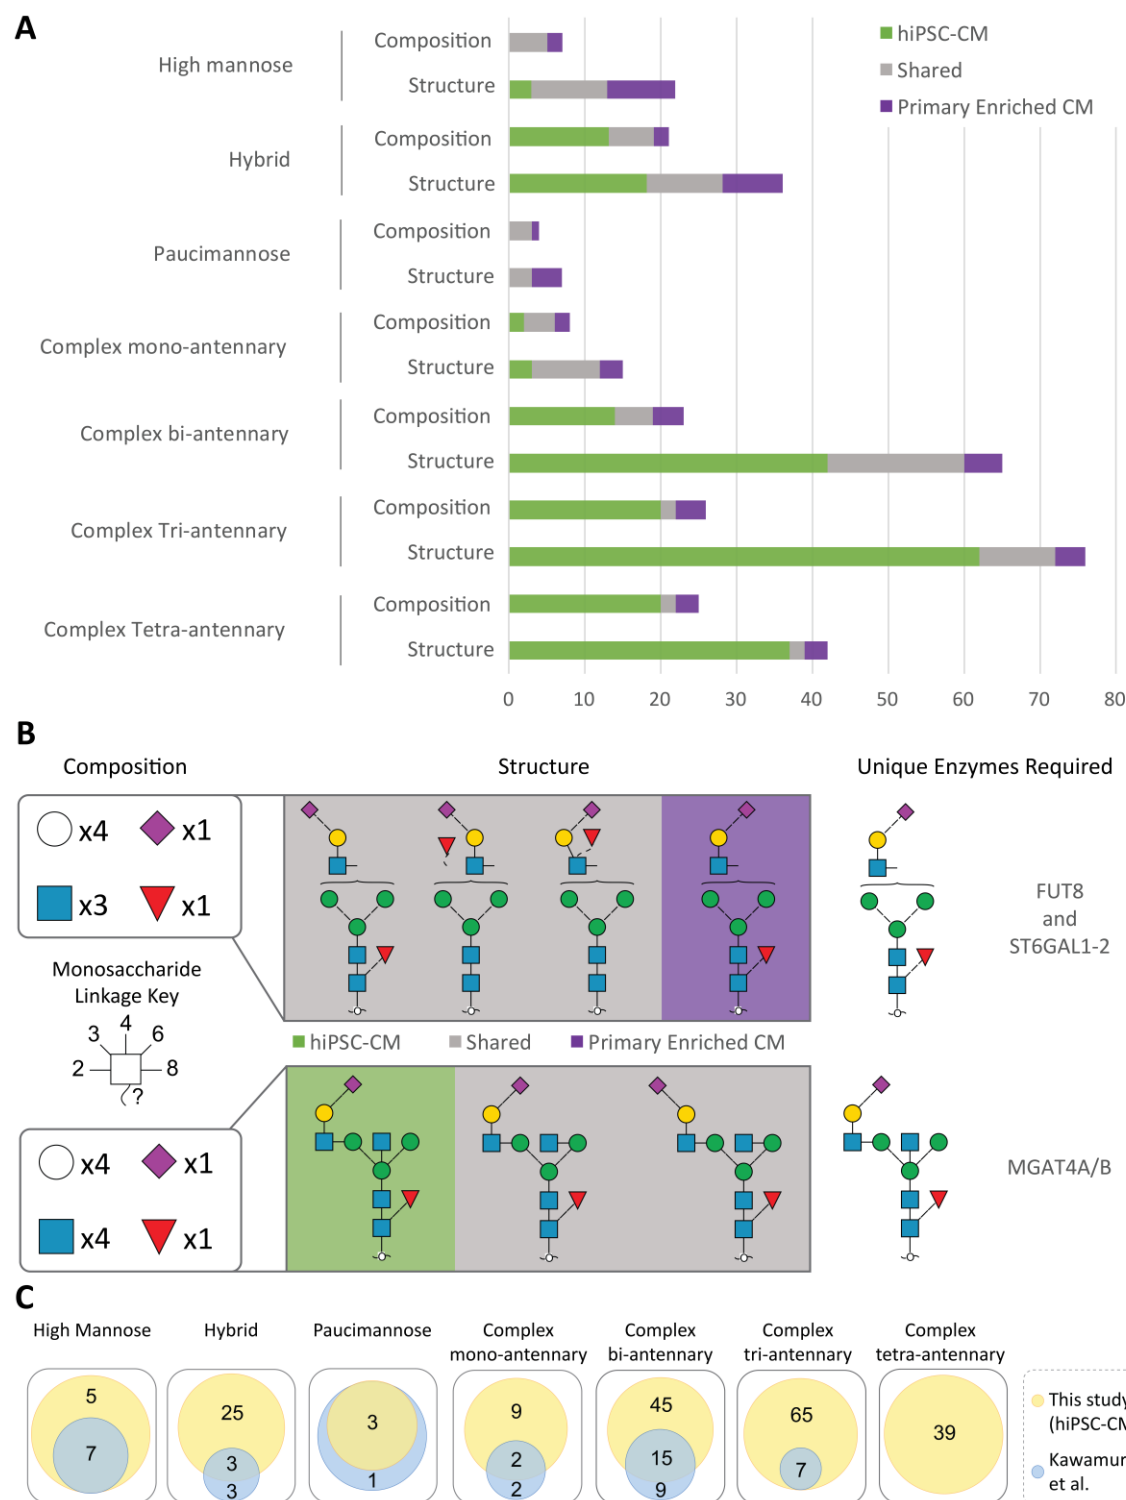 A
hiPSC-CM
Shared
Primary Enriched CM
High mannose
Composition
Structure
Hybrid
Composition
Structure
Paucimannose
Composition
Structure
Complex mono-antennary
Composition
Structure
Complex bi-antennary
Composition
Structure
Complex Tri-antennary
Composition
Structure
Complex Tetra-antennary
Composition
Structure
0 10 20 30 40 50 60 70 80
B
Composition Structure Unique Enzymes Required
x4 x1
x3 x1
FUT8
and
ST6GAL1-2
Monosaccharide
Linkage Key
3 4 6
2 8
?
hiPSC-CM Shared Primary Enriched CM
x4 x1
x4 x1
MGAT4A/B
C
High Mannose
5
7
Hybrid
25
3
3
Paucimannose
3
1
Complex
mono-antennary
9
2
2
Complex
bi-antennary
45
15
9
Complex
tri-antennary
65
7
Complex
tetra-antennary
39
This study
(hiPSC-CM
Kawamur
et al.